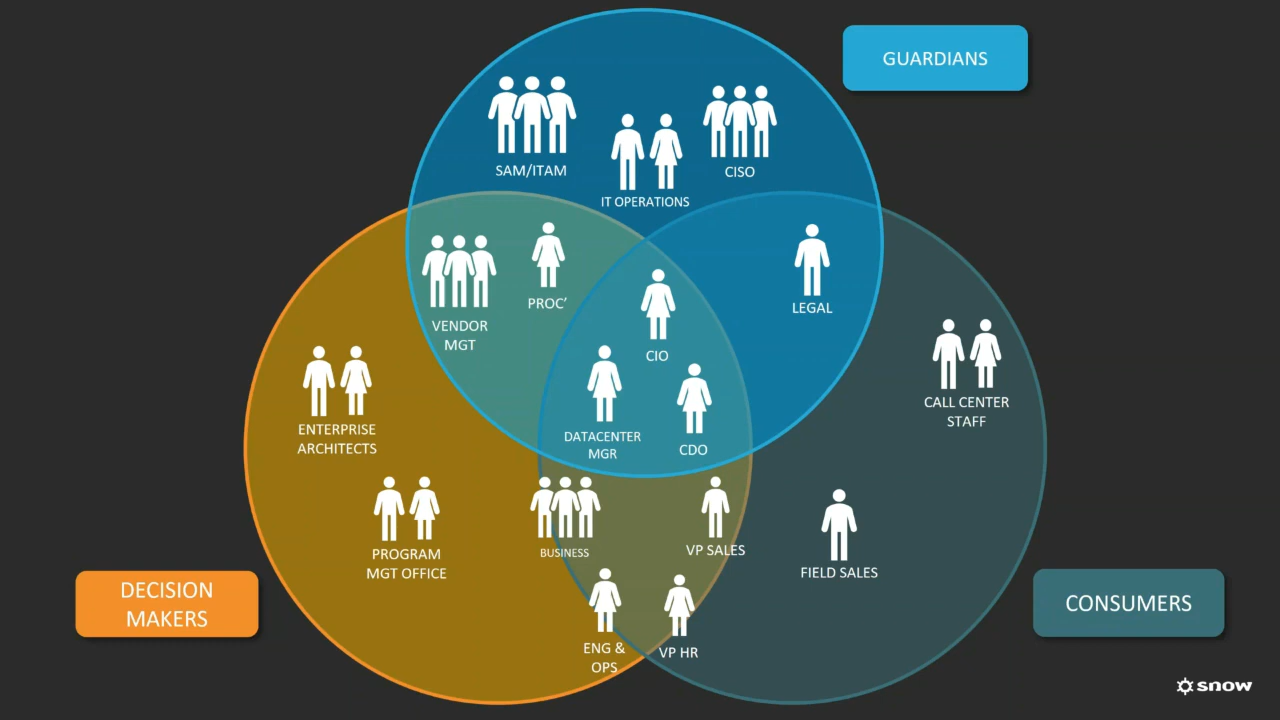 GUARDIANS
SAM/ITAM
CISO
IT OPERATIONS
PROC’
LEGAL
VENDOR
MGT
CIO
CALL CENTER
STAFF
ENTERPRISE
ARCHITECTS
DATACENTER
MGR
CDO
PROGRAM
MGT OFFICE
BUSINESS
VP SALES
FIELD SALES
DECISION
MAKERS
CONSUMERS
ENG &
OPS
VP HR
snow